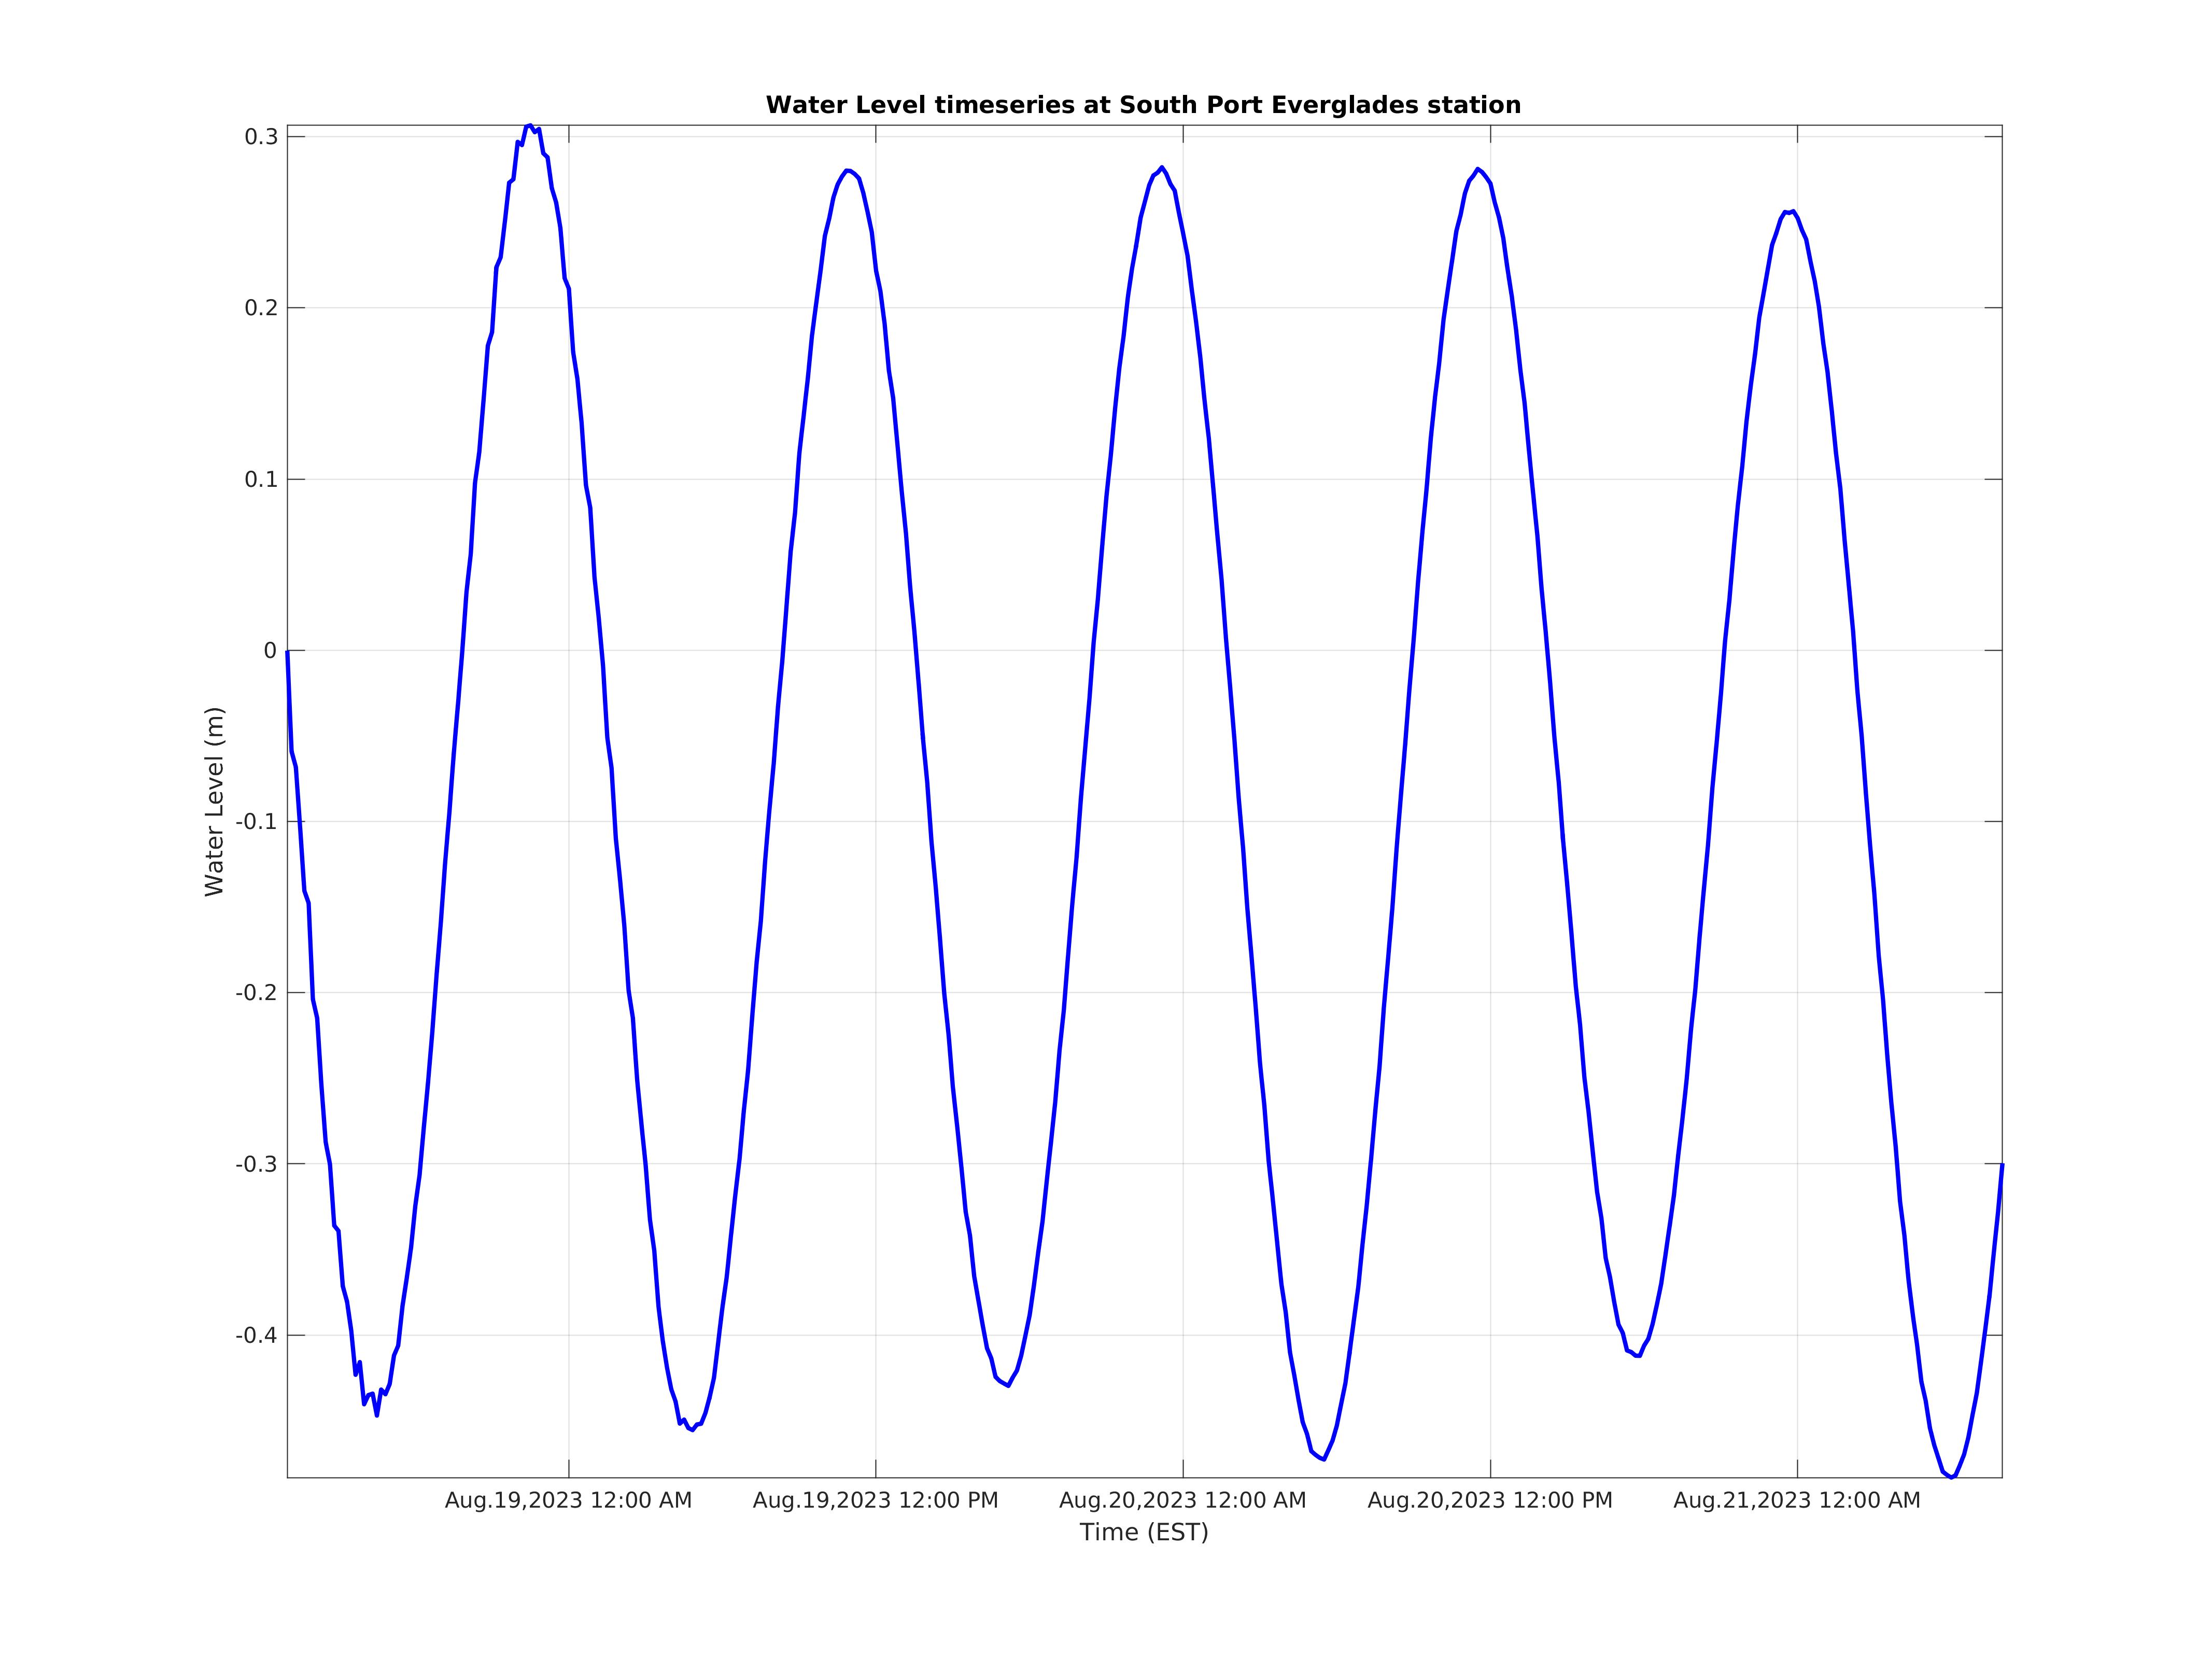 Water Level timeseries at South Port Everglades station
0.3
0.2
0.1
0
-0.1
-0.2
-0.3
-0.4
Water Level (m)
Aug.19,2023 12:00 AM Aug.19,2023 12:00 PM Aug.20,2023 12:00 AM Aug.20,2023 12:00 PM Aug.21,2023 12:00 AM
Time (EST)